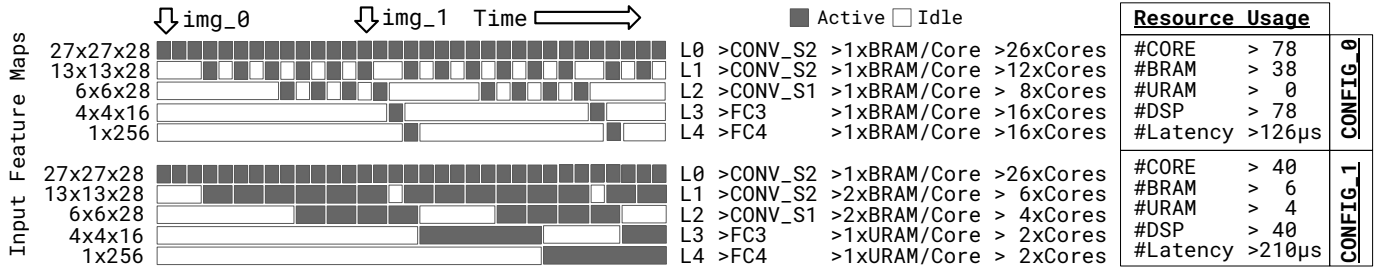 img_0 img_1 Time Active Idle Resource Usage
Input Feature Maps
27x27x28 L0 >CONV_S2 >1xBRAM/Core >26xCores #CORE > 78
13x13x28 L1 >CONV_S2 >1xBRAM/Core >12xCores #BRAM > 38
6x6x28 L2 >CONV_S1 >1xBRAM/Core > 8xCores #URAM > 0
4x4x16 L3 >FC3 >1xBRAM/Core >16xCores #DSP > 78
1x256 L4 >FC4 >1xBRAM/Core >16xCores #Latency >126µs
CONFIG_0
27x27x28 L0 >CONV_S2 >1xBRAM/Core >26xCores #CORE > 40
13x13x28 L1 >CONV_S2 >2xBRAM/Core > 6xCores #BRAM > 6
6x6x28 L2 >CONV_S1 >2xBRAM/Core > 4xCores #URAM > 4
4x4x16 L3 >FC3 >1xURAM/Core > 2xCores #DSP > 40
1x256 L4 >FC4 >1xURAM/Core > 2xCores #Latency >210µs
CONFIG_1